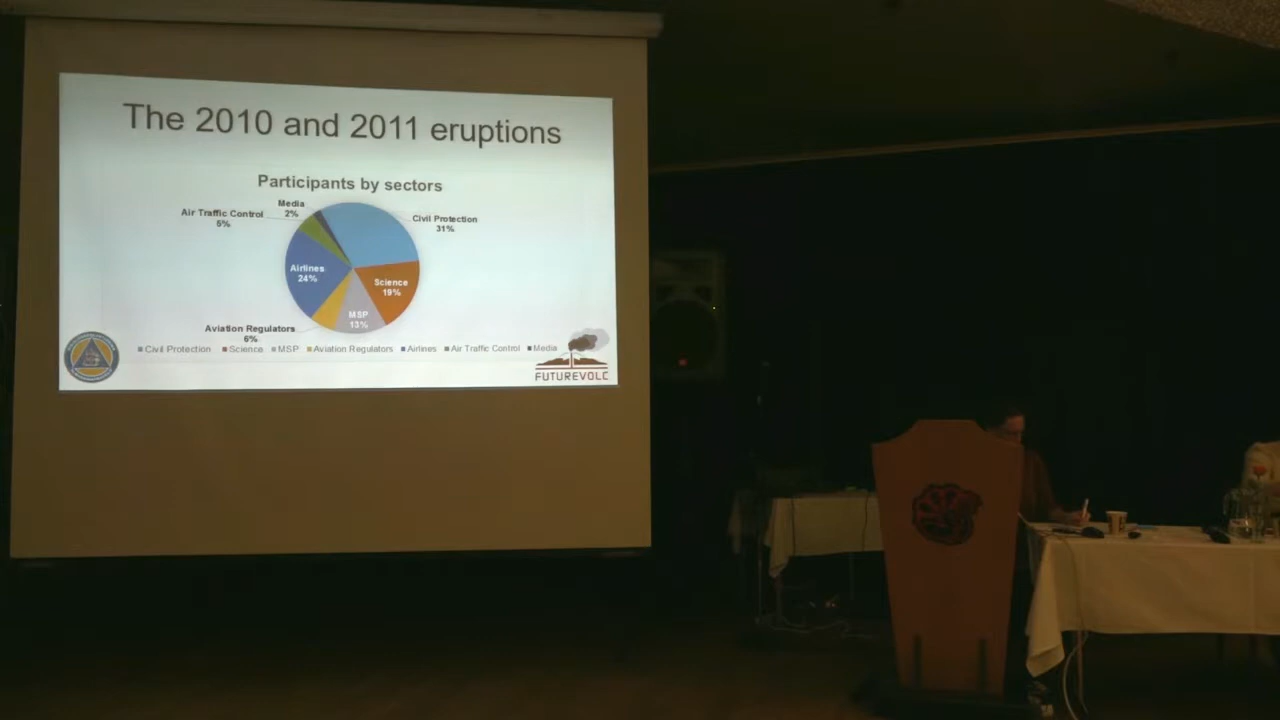 The 2010 and 2011 eruptions
Participants by sectors
Media
2%
Air Traffic Control
5%
Civil Protection
31%
Airlines
24%
Science
19%
MSP
13%
Aviation Regulators
6%
Civil Protection Science MSP Aviation Regulators Airlines Air Traffic Control Media
FUTUREVOLC